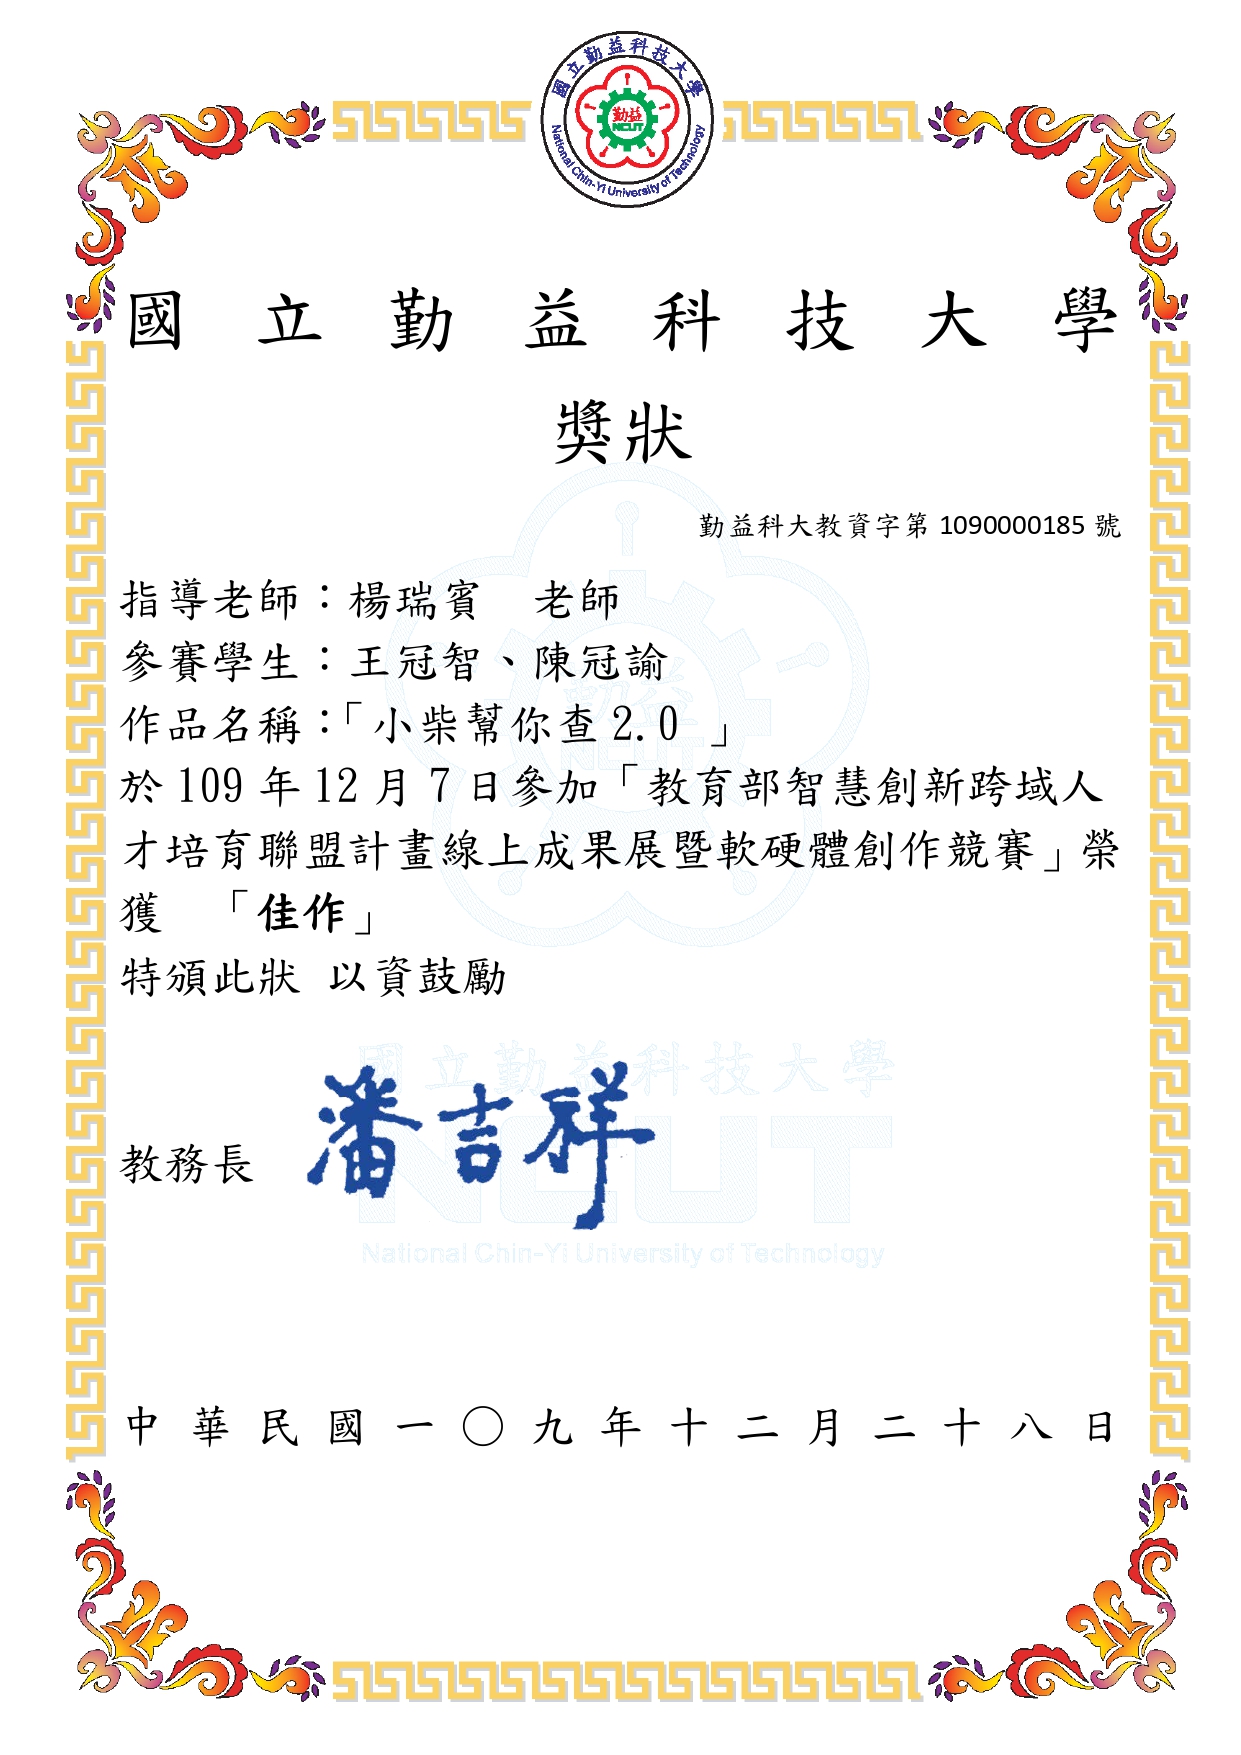 國立勤益科技大學
勤益
NCUT
National Chin-Yi University of Technology
國立勤益科技大學
獎狀
勤益科大教資字第 1090000185 號
指導老師：楊瑞賓　老師
參賽學生：王冠智、陳冠諭
作品名稱：「小柴幫你查 2.0 」
於 109 年 12 月 7 日參加「教育部智慧創新跨域人
才培育聯盟計畫線上成果展暨軟硬體創作競賽」榮
獲　「佳作」
特頒此狀 以資鼓勵
國立勤益科技大學
教務長 潘吉祥
NCUT
National Chin-Yi University of Technology
中華民國一〇九年十二月二十八日